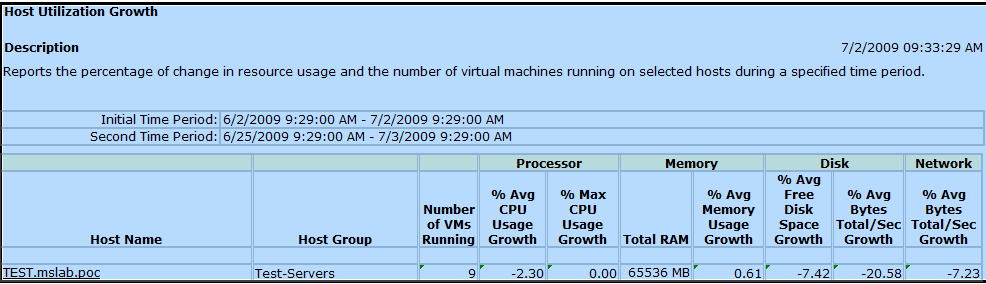 Host Utilization Growth
Description 7/2/2009 09:33:29 AM
Reports the percentage of change in resource usage and the number of virtual machines running on selected hosts during a specified time period.
Initial Time Period: 6/2/2009 9:29:00 AM - 7/2/2009 9:29:00 AM
Second Time Period: 6/25/2009 9:29:00 AM - 7/3/2009 9:29:00 AM
Processor Memory Disk Network
% Avg
% Avg % Max % Avg Free % Avg % Avg
Number CPU CPU Memory Disk Bytes Bytes
of VMs Usage Usage Usage Space Total/Sec Total/Sec
Host Name Host Group Running Growth Growth Total RAM Growth Growth Growth Growth
TEST.mslab.poc Test-Servers 9 -2.30 0.00 65536 MB 0.61 -7.42 -20.58 -7.23